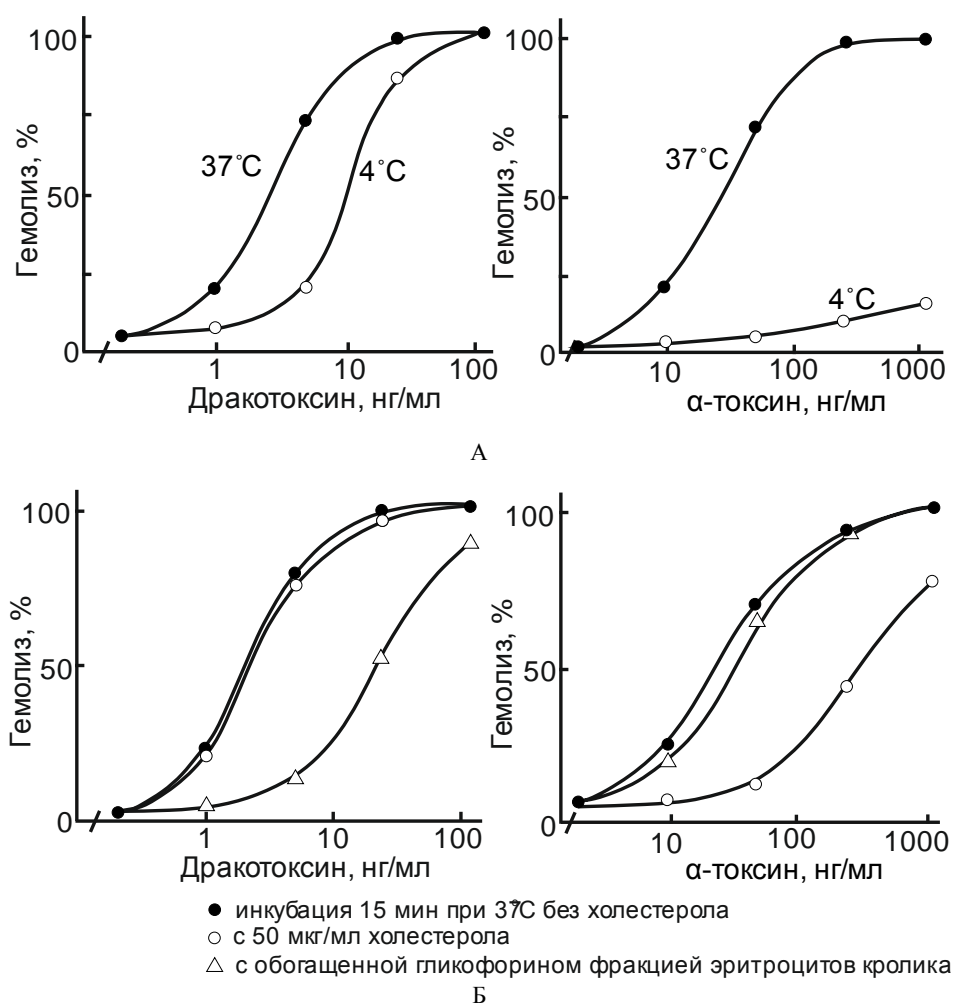 100
50
0
Гемолиз, %
37°C
4°C
1
10
100
Дракотоксин, нг/мл
100
50
0
Гемолиз, %
37°C
4°C
10
100
1000
α-токсин, нг/мл
А
100
50
0
Гемолиз, %
1
10
100
Дракотоксин, нг/мл
100
50
0
Гемолиз, %
10
100
1000
α-токсин, нг/мл
инкубация 15 мин при 37°C без холестерола
с 50 мкг/мл холестерола
с обогащенной гликофорином фракцией эритроцитов кролика
Б